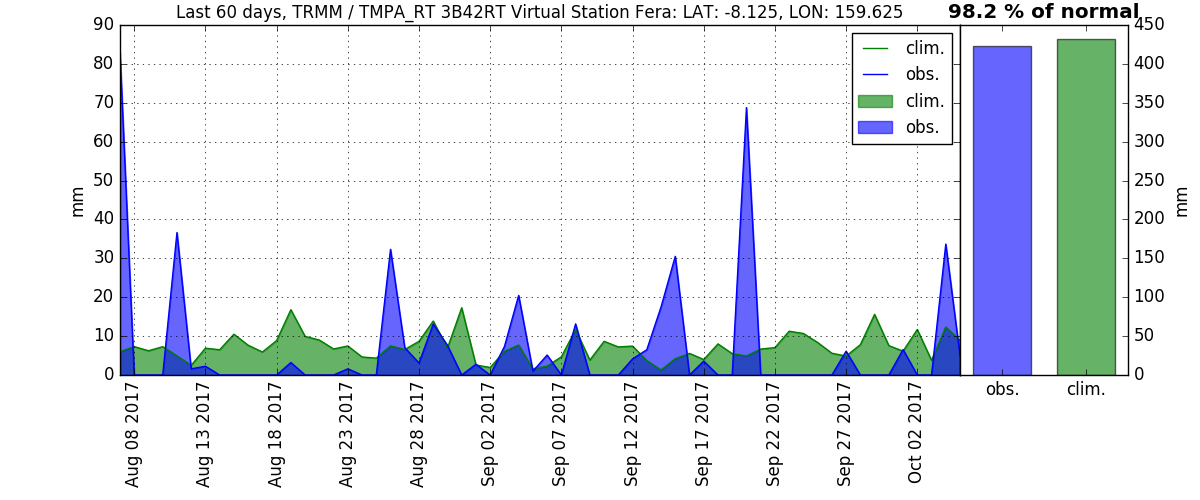 Last 60 days, TRMM / TMPA_RT 3B42RT Virtual Station Fera: LAT: -8.125, LON: 159.625
98.2 % of normal
90
80
70
60
50
40
30
20
10
0
mm
clim.
obs.
clim.
obs.
450
400
350
300
250
200
150
100
50
0
mm
Aug 08 2017
Aug 13 2017
Aug 18 2017
Aug 23 2017
Aug 28 2017
Sep 02 2017
Sep 07 2017
Sep 12 2017
Sep 17 2017
Sep 22 2017
Sep 27 2017
Oct 02 2017
obs.
clim.